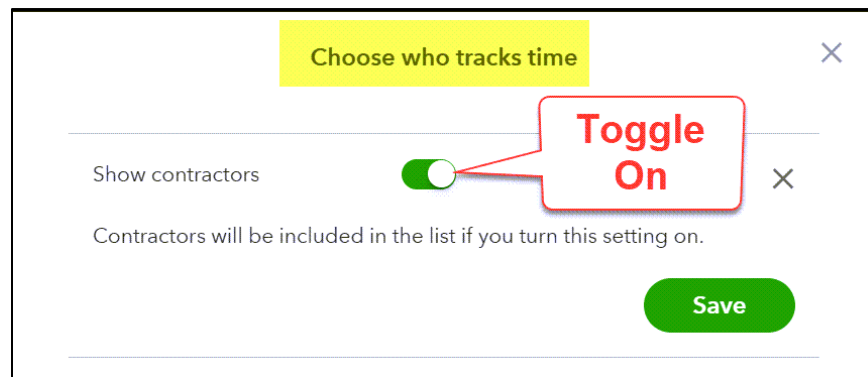 Choose who tracks time
Toggle
On
Show contractors
Contractors will be included in the list if you turn this setting on.
Save